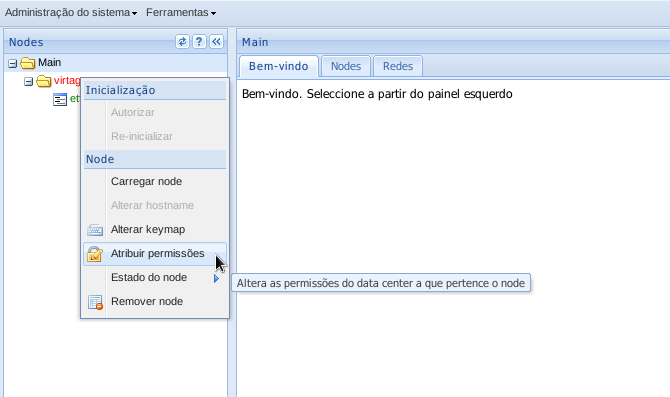 Administração do sistema Ferramentas
Nodes
Main
Main
Bem-vindo Nodes Redes
Bem-vindo. Seleccione a partir do painel esquerdo
Inicialização
Autorizar
Re-inicializar
Node
Carregar node
Alterar hostname
Alterar keymap
Atribuir permissões
Estado do node
Remover node
Altera as permissões do data center a que pertence o node